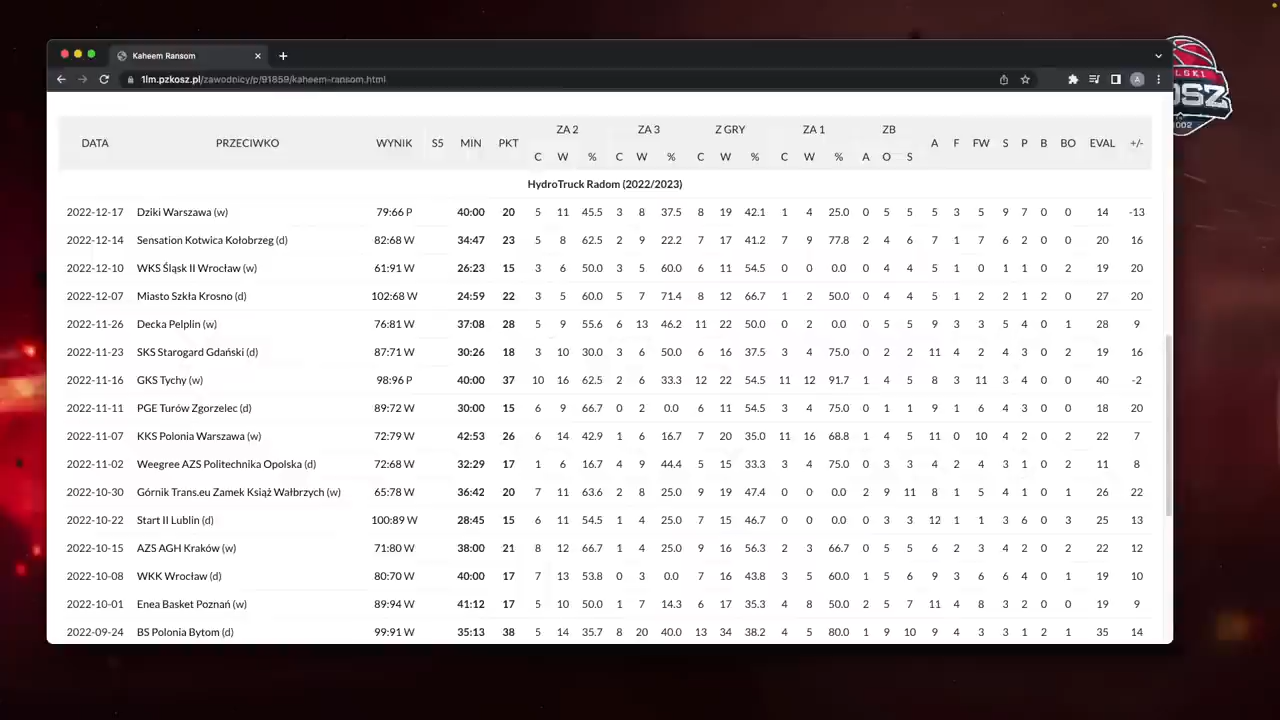 Kaheem Ransom
1lm.pzkosz.pl/zawodnicy/p/91859/kaheem-ransom.html
A
LSKI
OSZ
2002
ZA 2 ZA 3 Z GRY ZA 1 ZB
DATA PRZECIWKO WYNIK S5 MIN PKT A F FW S P B BO EVAL +/-
C W % C W % C W % C W % A O S
HydroTruck Radom (2022/2023)
2022-12-17 Dziki Warszawa (w) 79:66 P 40:00 20 5 11 45.5 3 8 37.5 8 19 42.1 1 4 25.0 0 5 5 5 3 5 9 7 0 0 14 -13
2022-12-14 Sensation Kotwica Kołobrzeg (d) 82:68 W 34:47 23 5 8 62.5 2 9 22.2 7 17 41.2 7 9 77.8 2 4 6 7 1 7 6 2 0 0 20 16
2022-12-10 WKS Śląsk II Wrocław (w) 61:91 W 26:23 15 3 6 50.0 3 5 60.0 6 11 54.5 0 0 0.0 0 4 4 5 1 0 1 1 0 2 19 20
2022-12-07 Miasto Szkła Krosno (d) 102:68 W 24:59 22 3 5 60.0 5 7 71.4 8 12 66.7 1 2 50.0 0 4 4 5 1 2 2 1 2 0 27 20
2022-11-26 Decka Pelplin (w) 76:81 W 37:08 28 5 9 55.6 6 13 46.2 11 22 50.0 0 2 0.0 0 5 5 9 3 3 5 4 0 1 28 9
2022-11-23 SKS Starogard Gdański (d) 87:71 W 30:26 18 3 10 30.0 3 6 50.0 6 16 37.5 3 4 75.0 0 2 2 11 4 2 4 3 0 2 19 16
2022-11-16 GKS Tychy (w) 98:96 P 40:00 37 10 16 62.5 2 6 33.3 12 22 54.5 11 12 91.7 1 4 5 8 3 11 3 4 0 0 40 -2
2022-11-11 PGE Turów Zgorzelec (d) 89:72 W 30:00 15 6 9 66.7 0 2 0.0 6 11 54.5 3 4 75.0 0 1 1 9 1 6 4 3 0 0 18 20
2022-11-07 KKS Polonia Warszawa (w) 72:79 W 42:53 26 6 14 42.9 1 6 16.7 7 20 35.0 11 16 68.8 1 4 5 11 0 10 4 2 0 2 22 7
2022-11-02 Weegree AZS Politechnika Opolska (d) 72:68 W 32:29 17 1 6 16.7 4 9 44.4 5 15 33.3 3 4 75.0 0 3 3 4 2 4 3 1 0 2 11 8
2022-10-30 Górnik Trans.eu Zamek Książ Wałbrzych (w) 65:78 W 36:42 20 7 11 63.6 2 8 25.0 9 19 47.4 0 0 0.0 2 9 11 8 1 5 4 1 0 1 26 22
2022-10-22 Start II Lublin (d) 100:89 W 28:45 15 6 11 54.5 1 4 25.0 7 15 46.7 0 0 0.0 0 3 3 12 1 1 3 6 0 3 25 13
2022-10-15 AZS AGH Kraków (w) 71:80 W 38:00 21 8 12 66.7 1 4 25.0 9 16 56.3 2 3 66.7 0 5 5 6 2 3 4 2 0 2 22 12
2022-10-08 WKK Wrocław (d) 80:70 W 40:00 17 7 13 53.8 0 3 0.0 7 16 43.8 3 5 60.0 1 5 6 9 3 6 6 4 0 1 19 10
2022-10-01 Enea Basket Poznań (w) 89:94 W 41:12 17 5 10 50.0 1 7 14.3 6 17 35.3 4 8 50.0 2 5 7 11 4 8 3 2 0 0 19 9
2022-09-24 BS Polonia Bytom (d) 99:91 W 35:13 38 5 14 35.7 8 20 40.0 13 34 38.2 4 5 80.0 1 9 10 9 4 3 3 1 2 1 35 14